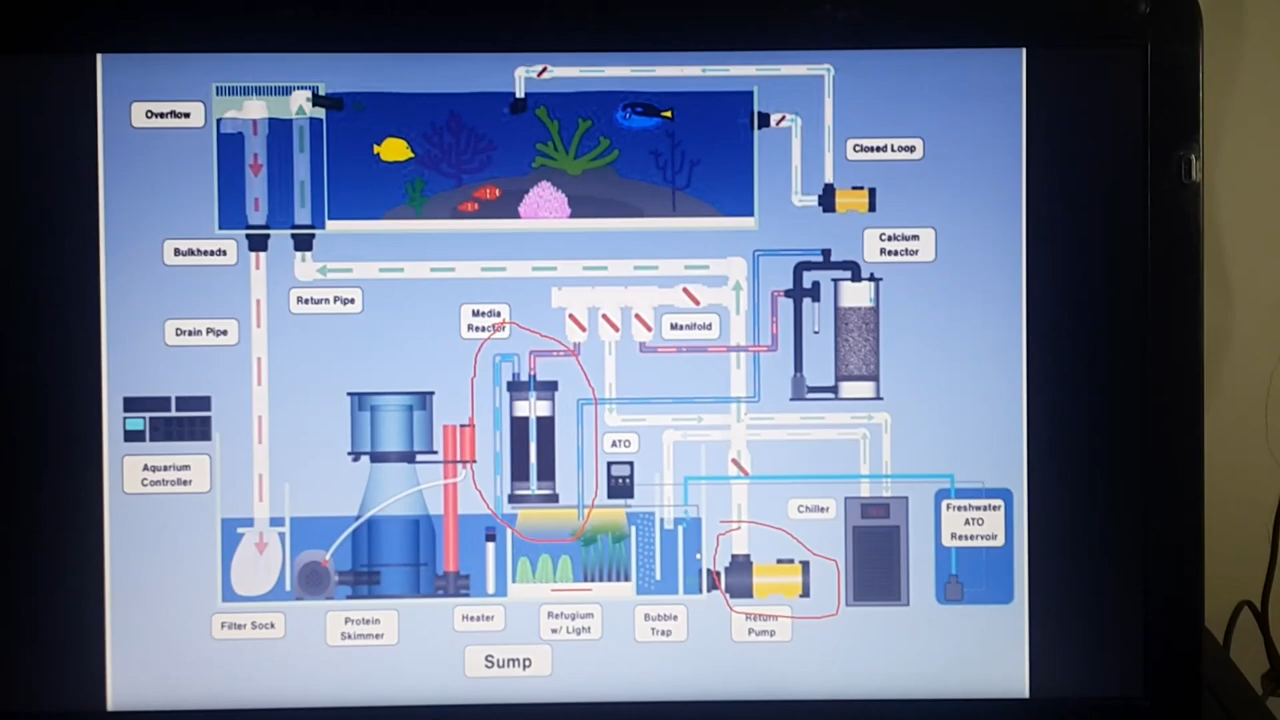 Overflow
Closed Loop
Bulkheads
Calcium
Reactor
Return Pipe
Media
Reactor
Manifold
Drain Pipe
ATO
Aquarium
Controller
Chiller
Freshwater
ATO
Reservoir
Filter Sock
Protein
Skimmer
Heater
Refugium
w/ Light
Bubble
Trap
Return
Pump
Sump